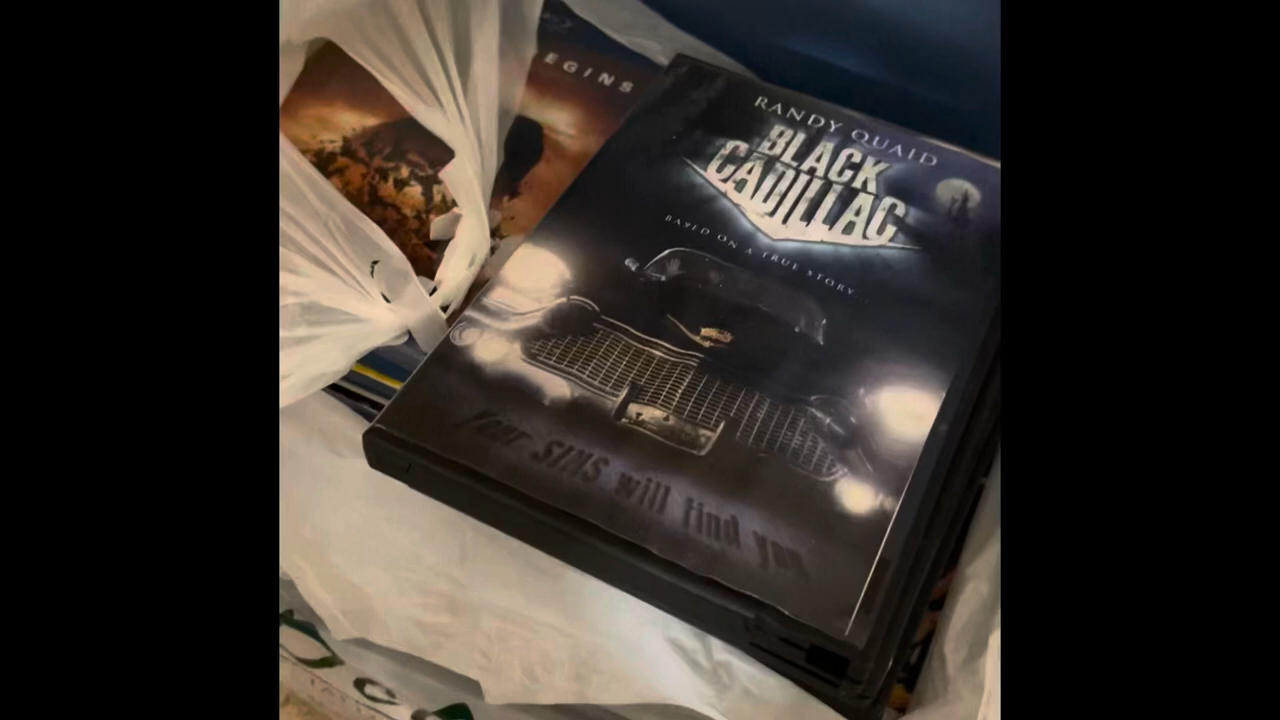 EGINS
RANDY QUAID
BLACK
CADILLAC
BASED ON A TRUE STORY...
Your SINS will find you